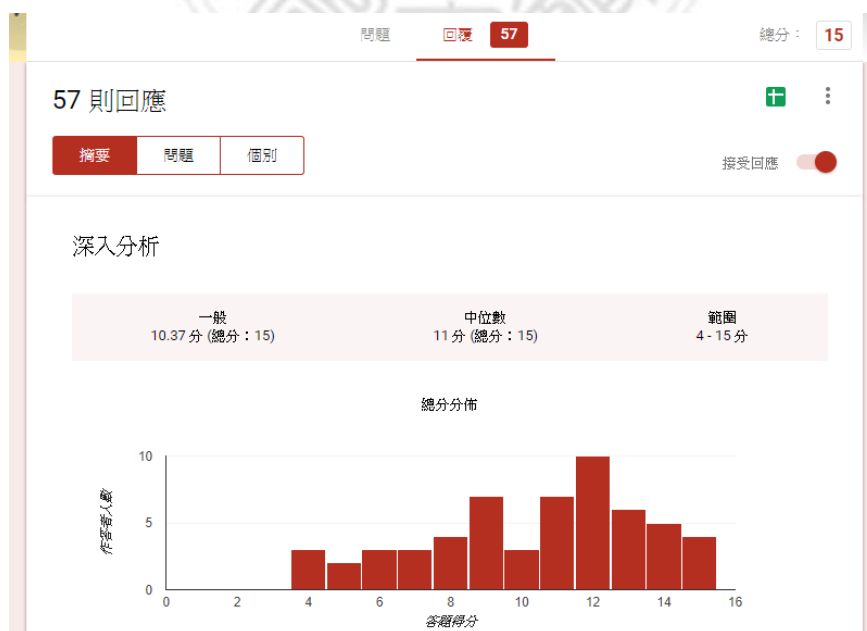 問題 回覆 57 總分： 15
57 則回應
摘要 問題 個別
接受回應
深入分析
一般 中位數 範圍
10.37 分 (總分：15) 11 分 (總分：15) 4 - 15 分
總分分佈
作答者人數
10
5
0
0 2 4 6 8 10 12 14 16
答題得分